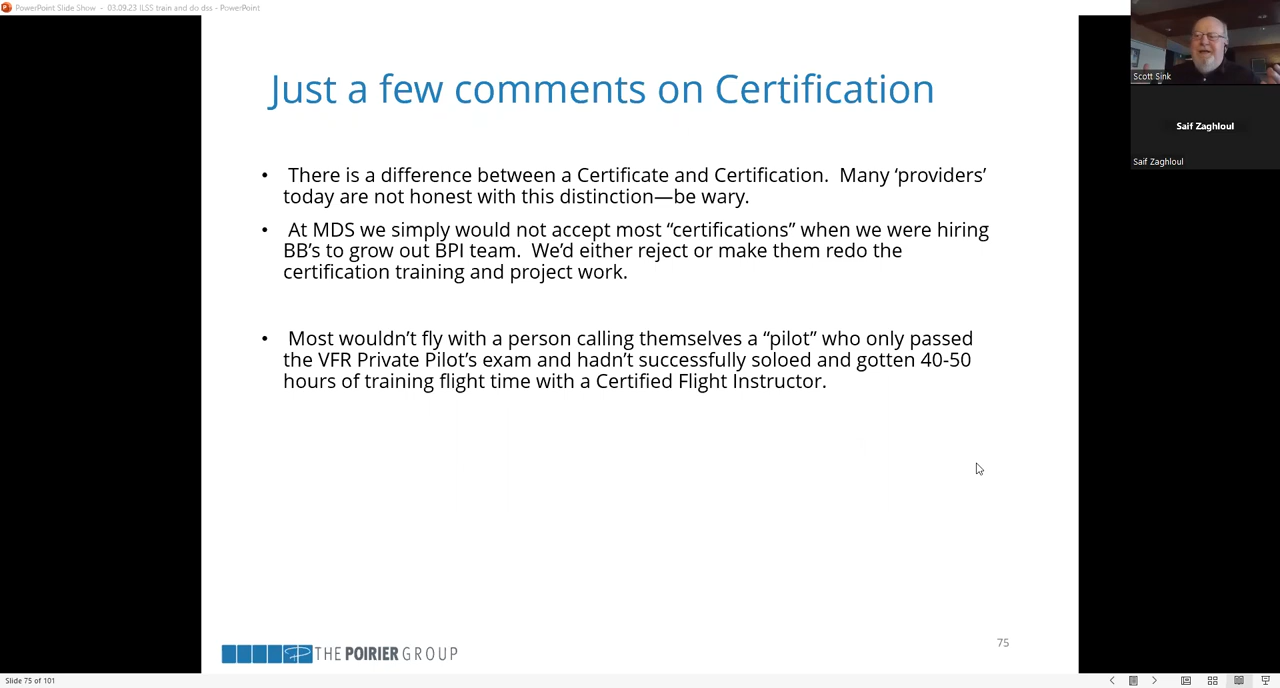 PowerPoint Slide Show - 03.09.23 ILSS train and do dss - PowerPoint
Just a few comments on Certification
• There is a difference between a Certificate and Certification. Many ‘providers’
today are not honest with this distinction—be wary.
• At MDS we simply would not accept most “certifications” when we were hiring
BB’s to grow out BPI team. We’d either reject or make them redo the
certification training and project work.
• Most wouldn’t fly with a person calling themselves a “pilot” who only passed
the VFR Private Pilot’s exam and hadn’t successfully soloed and gotten 40-50
hours of training flight time with a Certified Flight Instructor.
75
THE POIRIER GROUP
Slide 75 of 101
Scott Sink
Saif Zaghloul
Saif Zaghloul